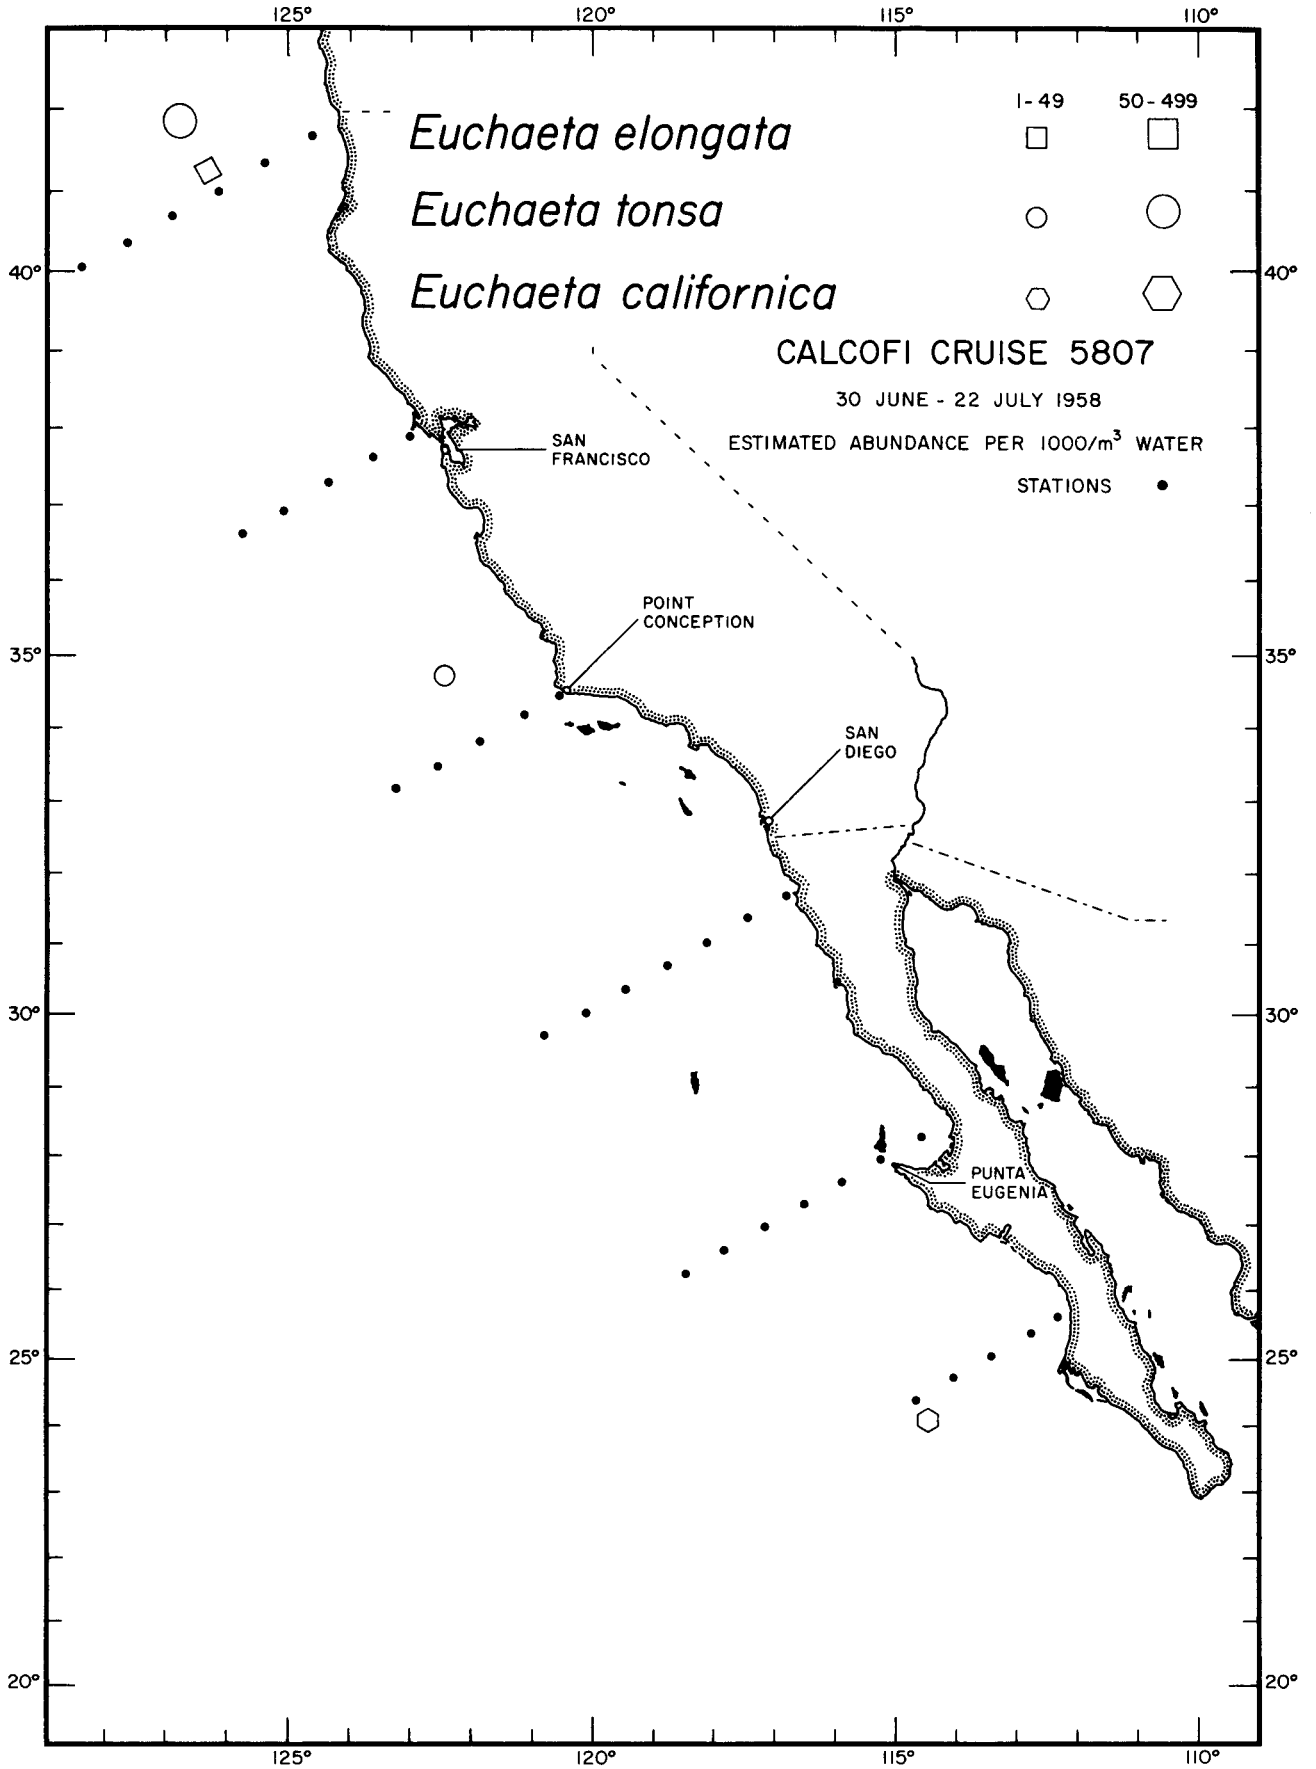 125° 120° 115° 110°
1-49 50-499
Euchaeta elongata
Euchaeta tonsa
40° 40°
Euchaeta californica
CALCOFI CRUISE 5807
30 JUNE - 22 JULY 1958
ESTIMATED ABUNDANCE PER 1000/m³ WATER
STATIONS
SAN
FRANCISCO
POINT
CONCEPTION
35° 35°
SAN
DIEGO
30° 30°
PUNTA
EUGENIA
25° 25°
20° 20°
125° 120° 115° 110°